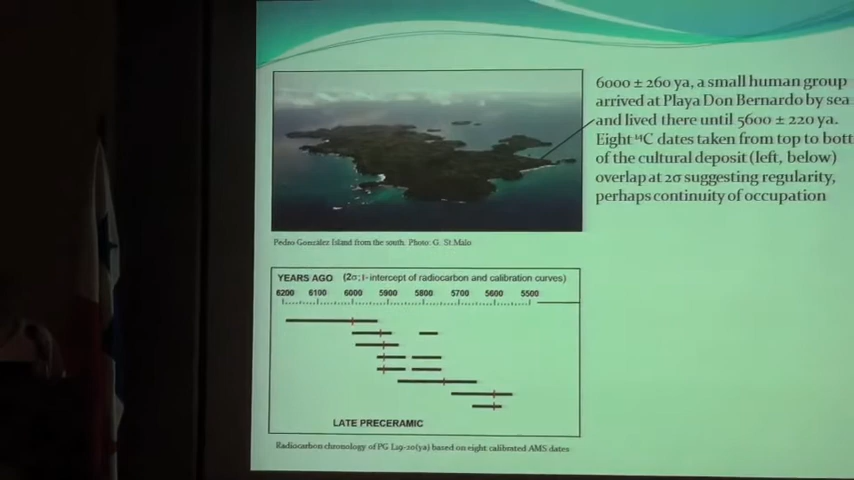 6000 ± 260 ya, a small human group
arrived at Playa Don Bernardo by sea
and lived there until 5600 ± 220 ya.
Eight ¹⁴C dates taken from top to bott
of the cultural deposit (left, below)
overlap at 2σ suggesting regularity,
perhaps continuity of occupation
Pedro González Island from the south. Photo: G. St.Malo
YEARS AGO (2σ; I-intercept of radiocarbon and calibration curves)
6200 6100 6000 5900 5800 5700 5600 5500
LATE PRECERAMIC
Radiocarbon chronology of PG L19-20 (ya) based on eight calibrated AMS dates